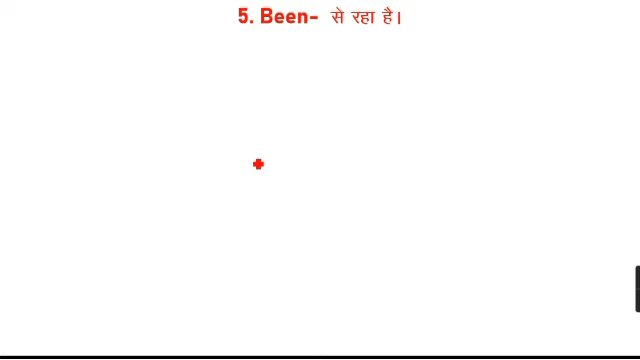 5. Been- से रहा है।